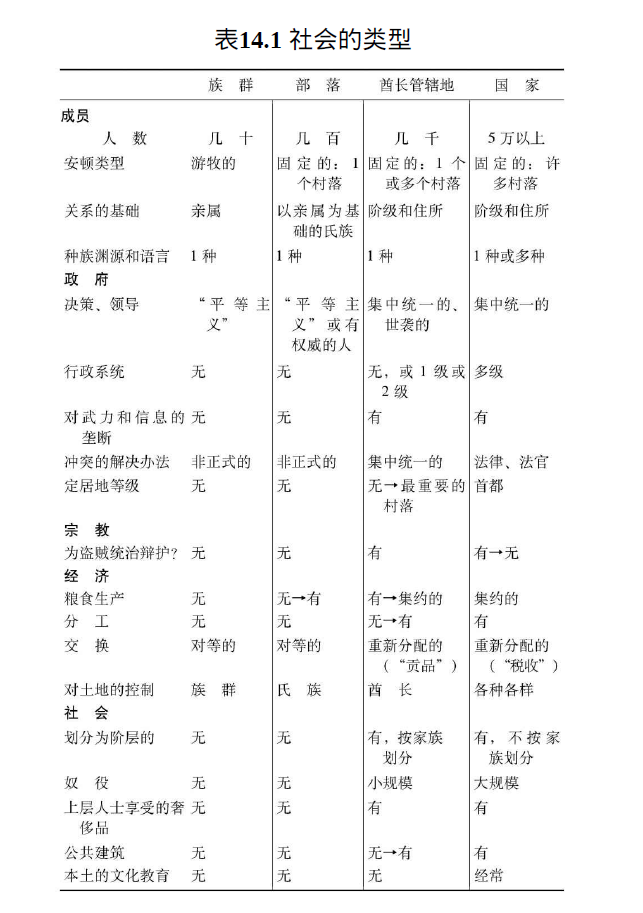 表14.1 社会的类型
族 群 部 落 酋长管辖地 国 家
成员
人 数 几 十 几 百 几 千 5万以上
安顿类型 游牧的 固定的：1 固定的：1个 固定的：许
个村落 或多个村落 多村落
关系的基础 亲属 以亲属为基 阶级和住所 阶级和住所
础的氏族
种族渊源和语言 1种 1种 1种 1种或多种
政 府
决策、领导 “平等主 “平等主 集中统一的、 集中统一的
义” 义”或有 世袭的
权威的人
行政系统 无 无 无，或1级或 多级
2级
对武力和信息的 无 无 有 有
垄断
冲突的解决办法 非正式的 非正式的 集中统一的 法律、法官
定居地等级 无 无 无→最重要的 首都
村落
宗 教
为盗贼统治辩护？ 无 无 有 有→无
经 济
粮食生产 无 无→有 有→集约的 集约的
分 工 无 无 无→有 有
交 换 对等的 对等的 重新分配的 重新分配的
（“贡品”） （“税收”）
对土地的控制 族 群 氏 族 酋 长 各种各样
社 会
划分为阶层的 无 无 有，按家族 有，不按家
划分 族划分
奴 役 无 无 小规模 大规模
上层人士享受的奢 无 无 有 有
侈品
公共建筑 无 无 无→有 有
本土的文化教育 无 无 无 经常